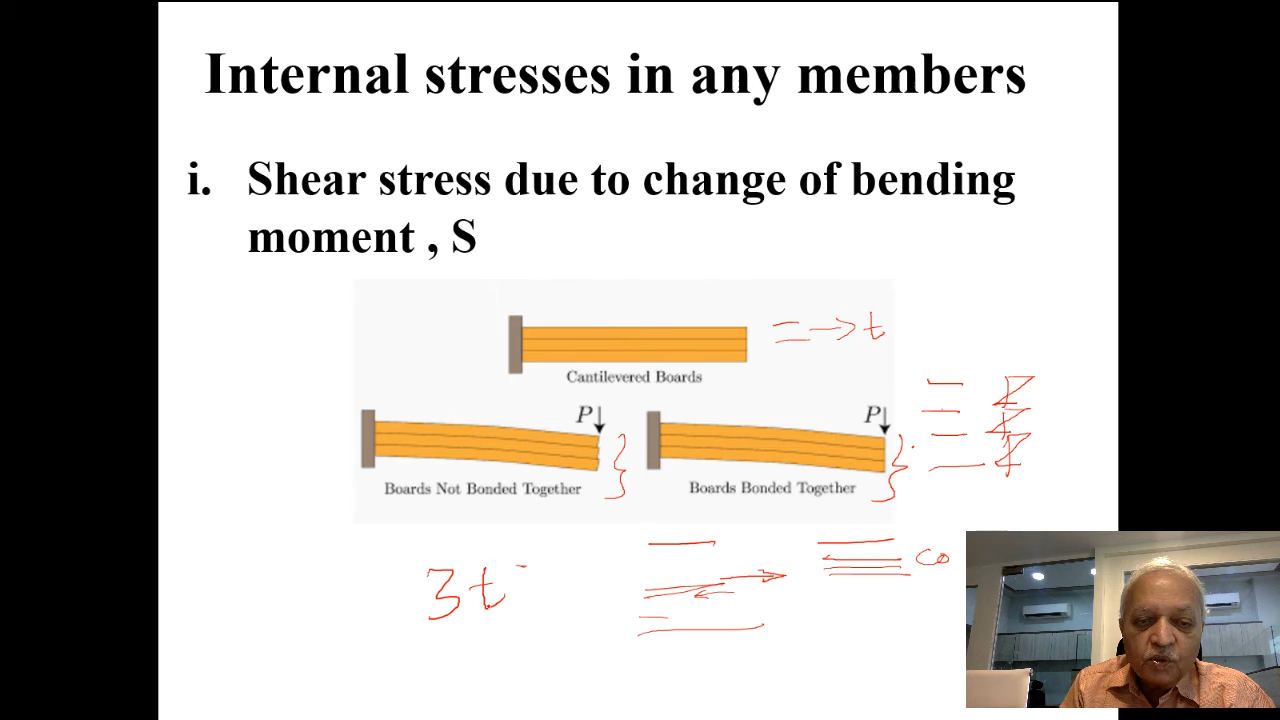 Internal stresses in any members
i. Shear stress due to change of bending
moment , S
t
Cantilevered Boards
P
P
Boards Not Bonded Together
Boards Bonded Together
3t
co